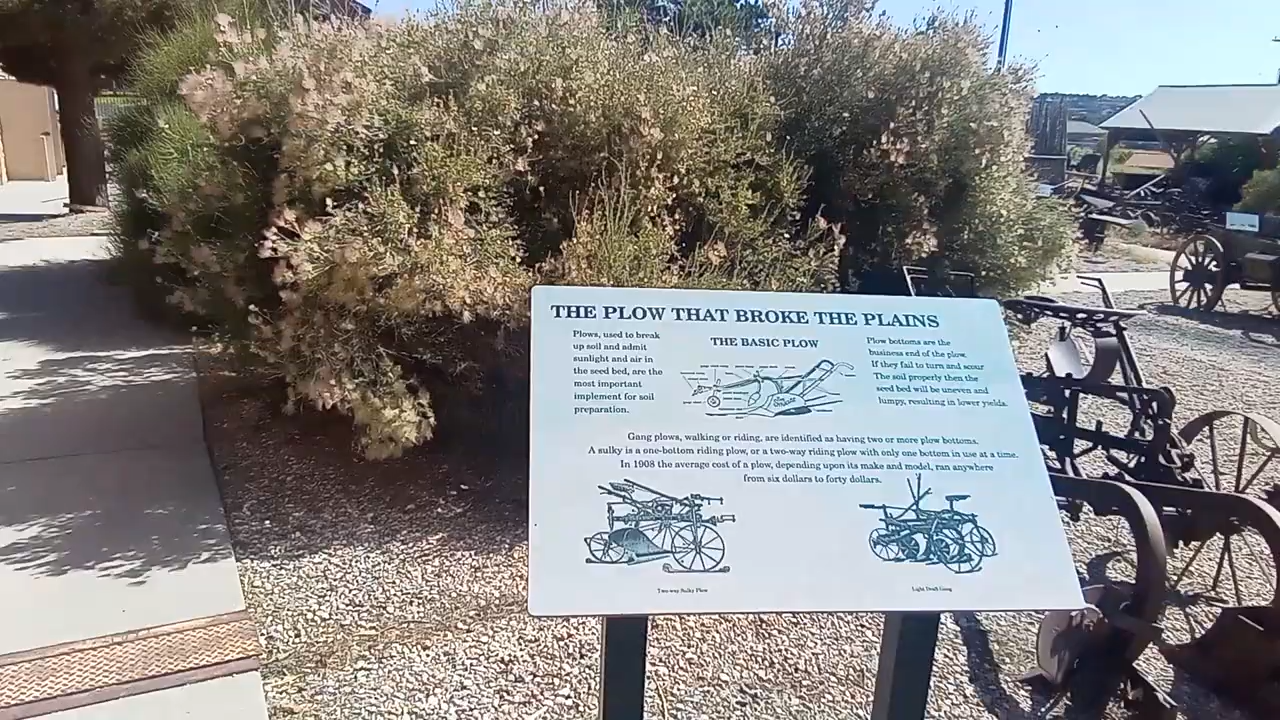 THE PLOW THAT BROKE THE PLAINS
Plows, used to break
up soil and admit
sunlight and air in
the seed bed, are the
most important
implement for soil
preparation.
THE BASIC PLOW
Plow bottoms are the
business end of the plow.
If they fail to turn and scour
The soil properly then the
seed bed will be uneven and
lumpy, resulting in lower yields.
Gang plows, walking or riding, are identified as having two or more plow bottoms.
A sulky is a one-bottom riding plow, or a two-way riding plow with only one bottom in use at a time.
In 1908 the average cost of a plow, depending upon its make and model, ran anywhere
from six dollars to forty dollars.
Two-way Sulky Plow
Light Draft Gang